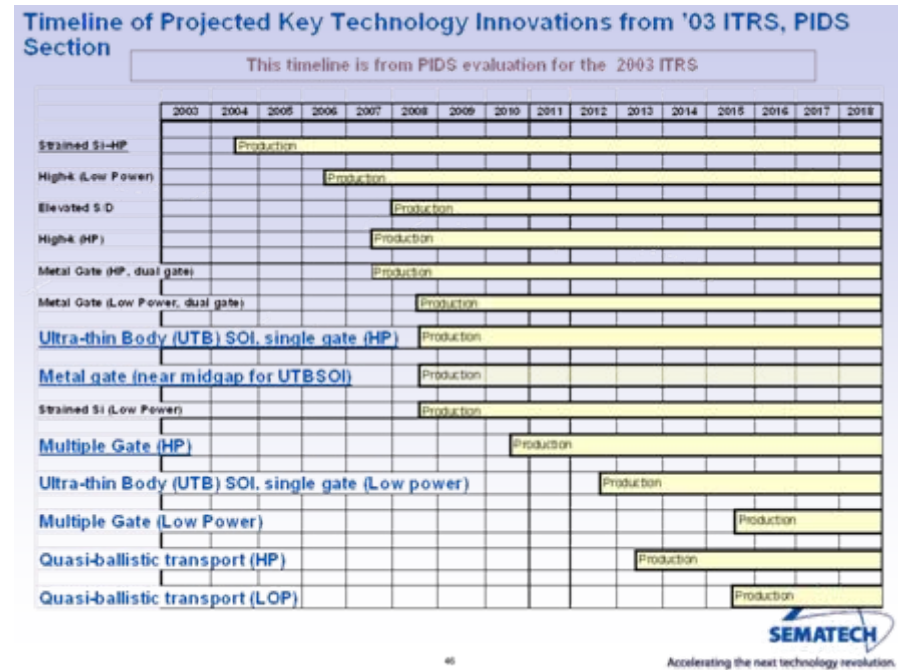 Timeline of Projected Key Technology Innovations from '03 ITRS, PIDS
Section
This timeline is from PIDS evaluation for the 2003 ITRS
2003 2004 2005 2006 2007 2008 2009 2010 2011 2012 2013 2014 2015 2016 2017 2018
Strained Si-HP Production
High-k (Low Power) Production
Elevated S/D Production
High-k (HP) Production
Metal Gate (HP, dual gate) Production
Metal Gate (Low Power, dual gate) Production
Ultra-thin Body (UTB) SOI, single gate (HP) Production
Metal gate (near midgap for UTBSOI) Production
Strained Si (Low Power) Production
Multiple Gate (HP) Production
Ultra-thin Body (UTB) SOI, single gate (Low power) Production
Multiple Gate (Low Power) Production
Quasi-ballistic transport (HP) Production
Quasi-ballistic transport (LOP) Production
SEMATECH
46
Accelerating the next technology revolution.